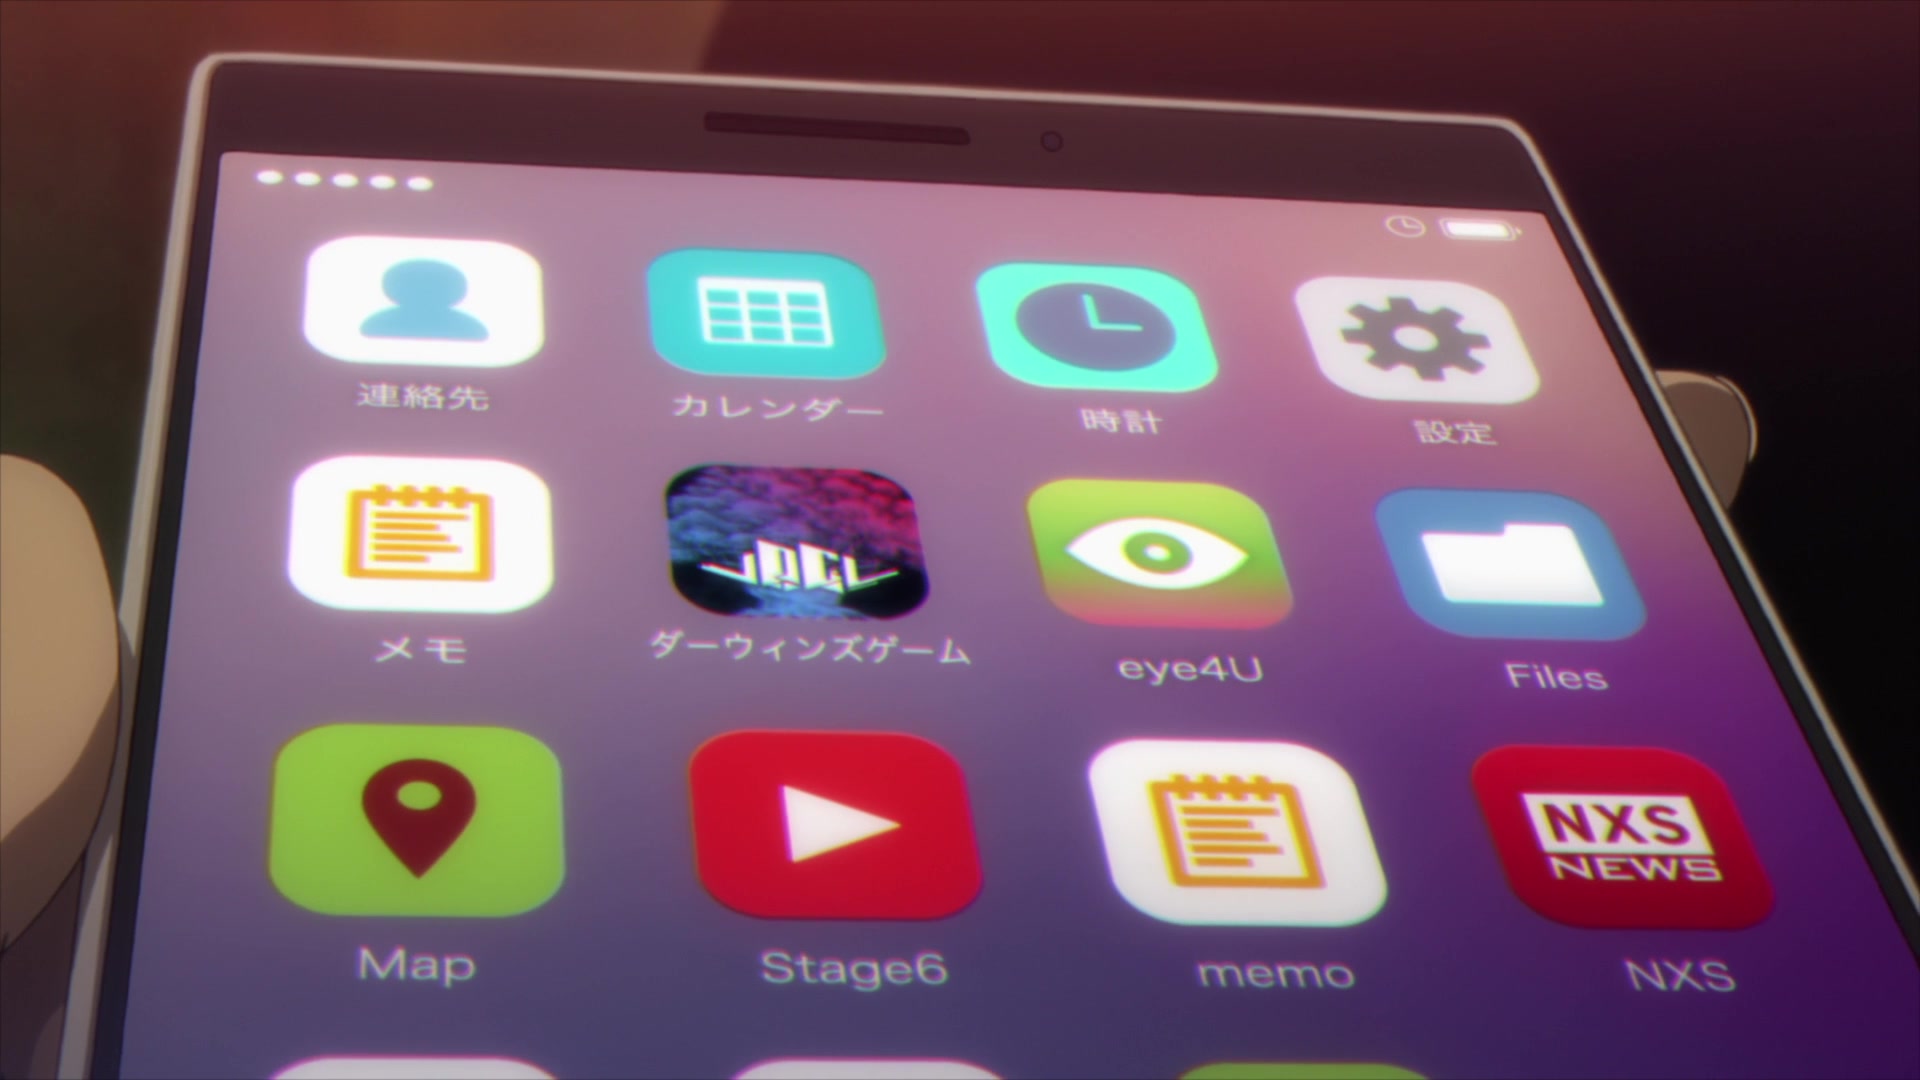 連絡先
カレンダー
時計
設定
メモ
ダーウィンズゲーム
eye4U
Files
NXS
NEWS
Map
Stage6
memo
NXS